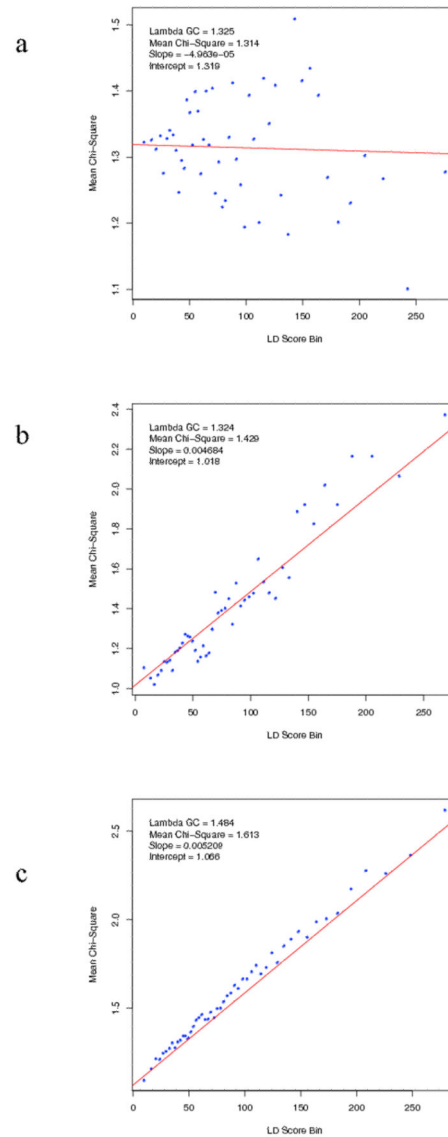 a
Lambda GC = 1.325
Mean Chi-Square = 1.314
Slope = -4.963e-05
Intercept = 1.319
Mean Chi-Square
1.5
1.4
1.3
1.2
1.1
0 50 100 150 200 250
LD Score Bin
b
Lambda GC = 1.324
Mean Chi-Square = 1.429
Slope = 0.004684
Intercept = 1.018
Mean Chi-Square
2.4
2.2
2.0
1.8
1.6
1.4
1.2
1.0
0 50 100 150 200 250
LD Score Bin
c
Lambda GC = 1.484
Mean Chi-Square = 1.613
Slope = 0.005209
Intercept = 1.066
Mean Chi-Square
2.5
2.0
1.5
0 50 100 150 200 250
LD Score Bin